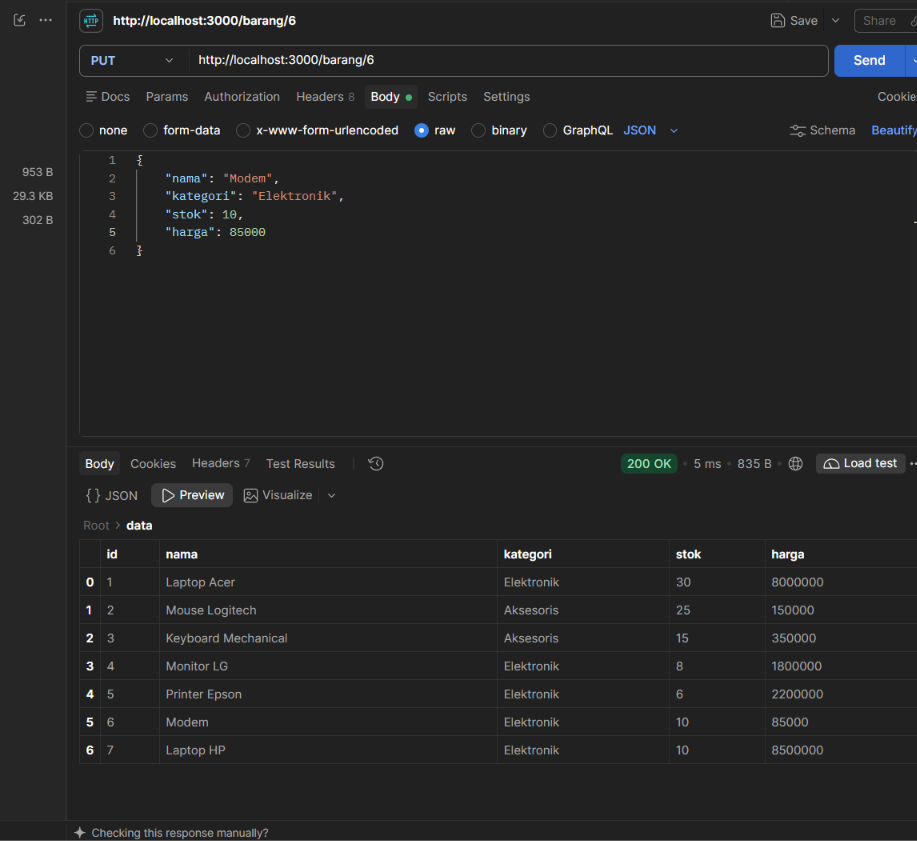 HTTP http://localhost:3000/barang/6 Save Share
PUT http://localhost:3000/barang/6 Send
Docs Params Authorization Headers 8 Body Scripts Settings Cookies
none form-data x-www-form-urlencoded raw binary GraphQL JSON Schema Beautify
1 {
2 "nama": "Modem",
3 "kategori": "Elektronik",
4 "stok": 10,
5 "harga": 85000
6 }
953 B
29.3 KB
302 B
Body Cookies Headers 7 Test Results 200 OK • 5 ms • 835 B • Load test
{ } JSON Preview Visualize
Root > data
id nama kategori stok harga
0 1 Laptop Acer Elektronik 30 8000000
1 2 Mouse Logitech Aksesoris 25 150000
2 3 Keyboard Mechanical Aksesoris 15 350000
3 4 Monitor LG Elektronik 8 1800000
4 5 Printer Epson Elektronik 6 2200000
5 6 Modem Elektronik 10 85000
6 7 Laptop HP Elektronik 10 8500000
Checking this response manually?